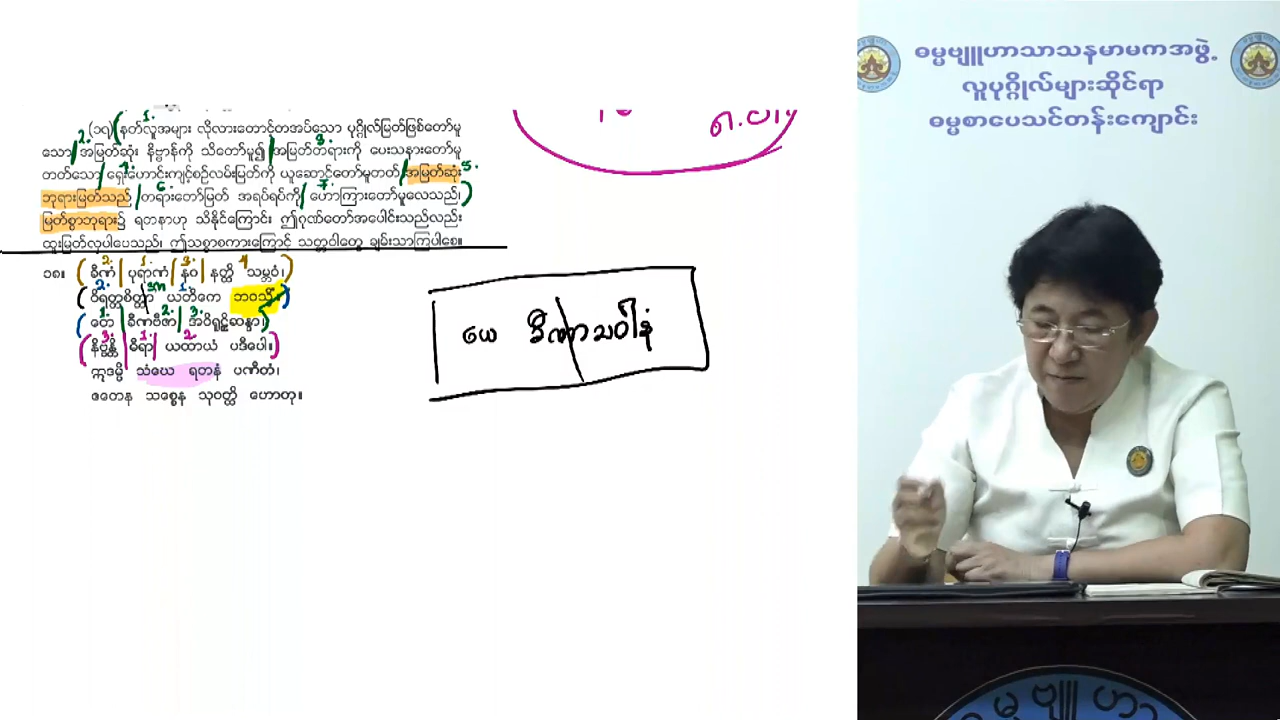 (၁၇) နတ်လူအများ လိုလားတောင့်တအပ်သော ပုဂ္ဂိုလ်မြတ်ဖြစ်တော်မူ
သော အမြတ်ဆုံး နိဗ္ဗာန်ကို သိတော်မူ၍ အမြတ်တရားကို ပေးသနားတော်မူ
တတ်သော ရှေးဟောင်းကျင့်စဉ်လမ်းမြတ်ကို ယူဆောင်တော်မူတတ် အမြတ်ဆုံး
ဘုရားမြတ်သည် တရားတော်မြတ် အရပ်ရပ်ကို ဟောကြားတော်မူလေသည်၊
မြတ်စွာဘုရား၌ ရတနာဟု သိနိုင်ကြောင်း ဤဂုဏ်တော်အပေါင်းသည်လည်း
ထူးမြတ်လှပါပေသည်၊ ဤသစ္စာစကားကြောင့် သတ္တဝါတွေ ချမ်းသာကြပါစေ။
၁၈။ ခီဏံ ပုရာဏံ နဝ နတ္ထိ သမ္ဘဝံ၊
ဝိရတ္တစိတ္တာ ယတိကေ ဘဝသ္မိံ၊
တေ ခီဏဗီဇာ အဝိရူဠှိဆန္ဒာ၊
နိဗ္ဗန္တိ ဓီရာ ယထာယံ ပဒီပေါ။
ဣဒမ္ပိ သံဃေ ရတနံ ပဏီတံ၊
ဧတေန သစ္စေန သုဝတ္ထိ ဟောတု။
ယေ ခီဏာသဝါနံ
ဓမ္မဗျူဟာသာသနမာမကအဖွဲ့
လူပုဂ္ဂိုလ်များဆိုင်ရာ
ဓမ္မစာပေသင်တန်းကျောင်း
ဓမ္မဗျူဟာ